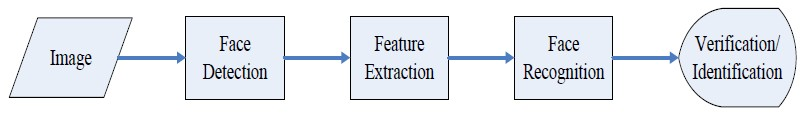 Image
Face
Detection
Feature
Extraction
Face
Recognition
Verification/
Identification